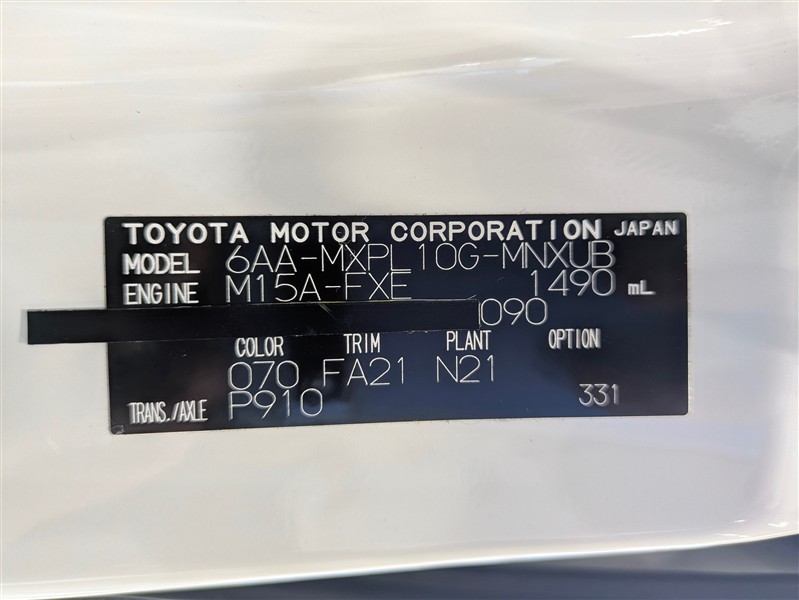 TOYOTA MOTOR CORPORATION JAPAN
MODEL 6AA-MXPL10G-MNXUB
ENGINE M15A-FXE 1490 mL
090
COLOR TRIM PLANT OPTION
070 FA21 N21
TRANS./AXLE P910 331